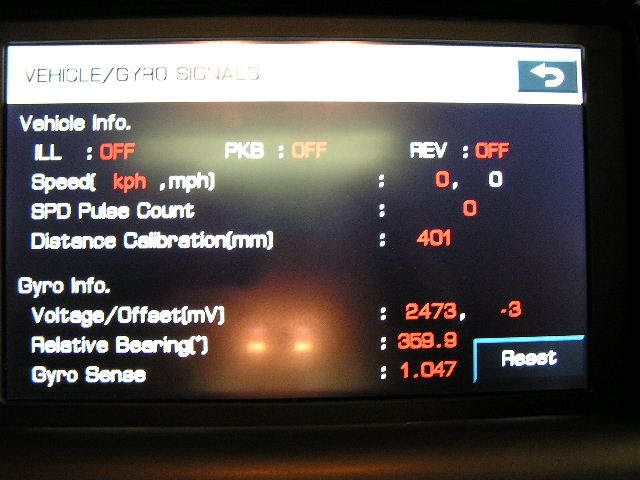 VEHICLE/GYRO SIGNALS
Vehicle Info.
ILL : OFF PKB : OFF REV : OFF
Speed( kph ,mph) : 0, 0
SPD Pulse Count : 0
Distance Calibration(mm) : 401
Gyro Info.
Voltage/Offset(mV) : 2473, -3
Relative Bearing(°) : 359.9
Gyro Sense : 1.047
Reset